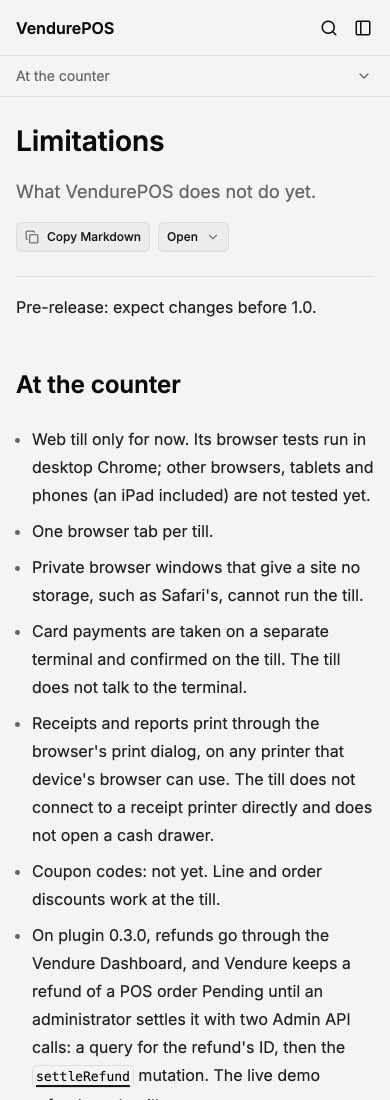 VendurePOS
At the counter
Limitations
What VendurePOS does not do yet.
Copy Markdown
Open
Pre-release: expect changes before 1.0.
At the counter
Web till only for now. Its browser tests run in
desktop Chrome; other browsers, tablets and
phones (an iPad included) are not tested yet.
One browser tab per till.
Private browser windows that give a site no
storage, such as Safari's, cannot run the till.
Card payments are taken on a separate
terminal and confirmed on the till. The till
does not talk to the terminal.
Receipts and reports print through the
browser's print dialog, on any printer that
device's browser can use. The till does not
connect to a receipt printer directly and does
not open a cash drawer.
Coupon codes: not yet. Line and order
discounts work at the till.
On plugin 0.3.0, refunds go through the
Vendure Dashboard, and Vendure keeps a
refund of a POS order Pending until an
administrator settles it with two Admin API
calls: a query for the refund's ID, then the
settleRefund mutation. The live demo